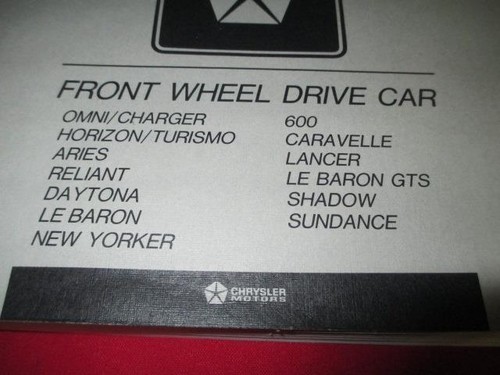 FRONT WHEEL DRIVE CAR
OMNI/CHARGER
HORIZON/TURISMO
ARIES
RELIANT
DAYTONA
LE BARON
NEW YORKER
600
CARAVELLE
LANCER
LE BARON GTS
SHADOW
SUNDANCE
CHRYSLER
MOTORS